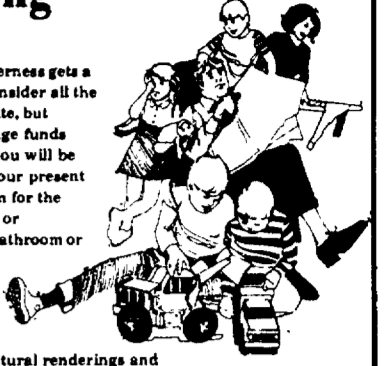 ng
erness gets a
nsider all the
te, but
ge funds
ou will be
our present
n for the
or
athroom or
tural renderings and